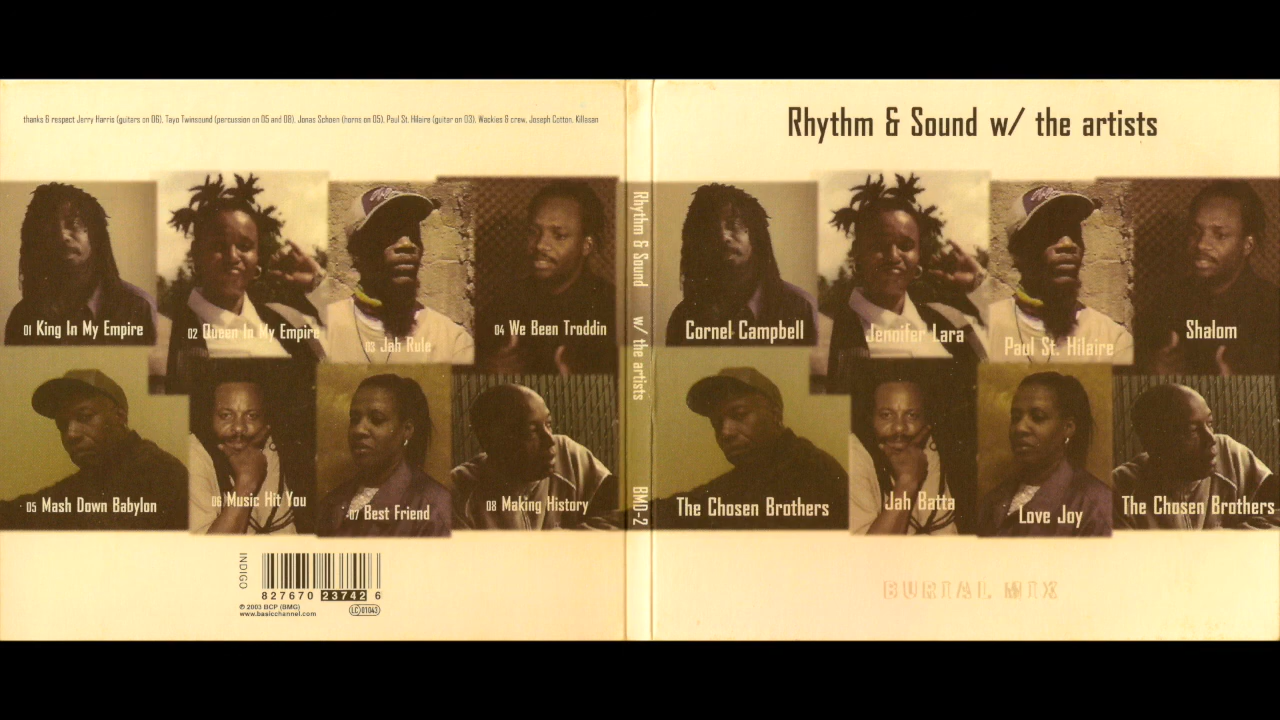 thanks & respect Jerry Harris (guitars on 06), Tayo Twinsound (percussion on 05 and 08), Jonas Schoen (horns on 05), Paul St. Hilaire (guitar on 03), Wackies & crew, Joseph Cotton, Killasan
01 King In My Empire
02 Queen In My Empire
03 Jah Rule
04 We Been Troddin
05 Mash Down Babylon
06 Music Hit You
07 Best Friend
08 Making History
INDIGO
827670 23742 6
℗ 2003 BCP (BMG)
www.basicchannel.com
LC 01043
Rhythm & Sound w/ the artists BMD-2
Rhythm & Sound w/ the artists
Cornel Campbell
Jennifer Lara
Paul St. Hilaire
Shalom
The Chosen Brothers
Jah Batta
Love Joy
The Chosen Brothers
BURIAL MIX